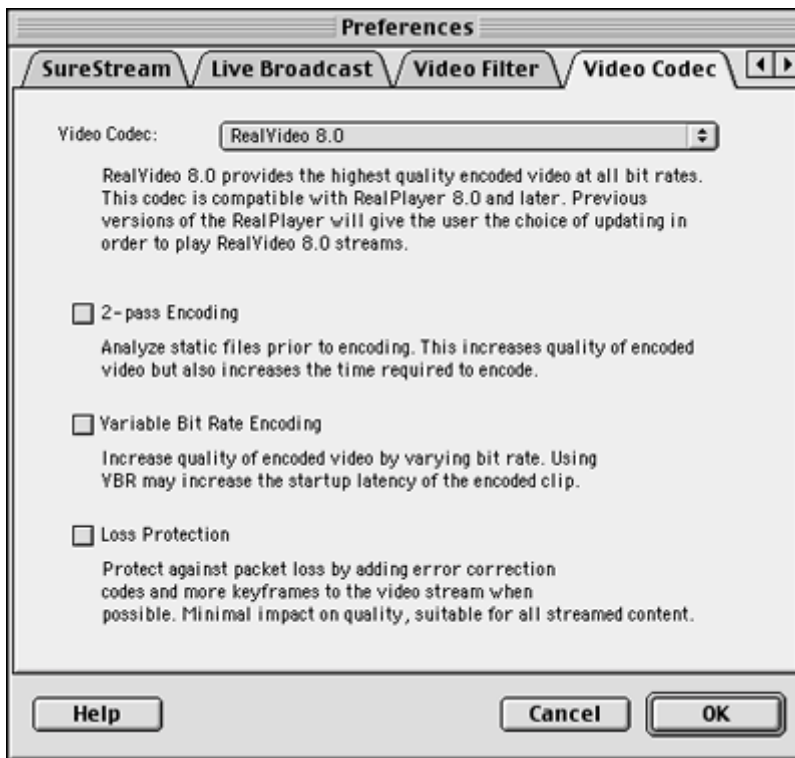 Preferences
SureStream
Live Broadcast
Video Filter
Video Codec
Video Codec:
RealVideo 8.0
RealVideo 8.0 provides the highest quality encoded video at all bit rates.
This codec is compatible with RealPlayer 8.0 and later. Previous
versions of the RealPlayer will give the user the choice of updating in
order to play RealVideo 8.0 streams.
2-pass Encoding
Analyze static files prior to encoding. This increases quality of encoded
video but also increases the time required to encode.
Variable Bit Rate Encoding
Increase quality of encoded video by varying bit rate. Using
VBR may increase the startup latency of the encoded clip.
Loss Protection
Protect against packet loss by adding error correction
codes and more keyframes to the video stream when
possible. Minimal impact on quality, suitable for all streamed content.
Help
Cancel
OK